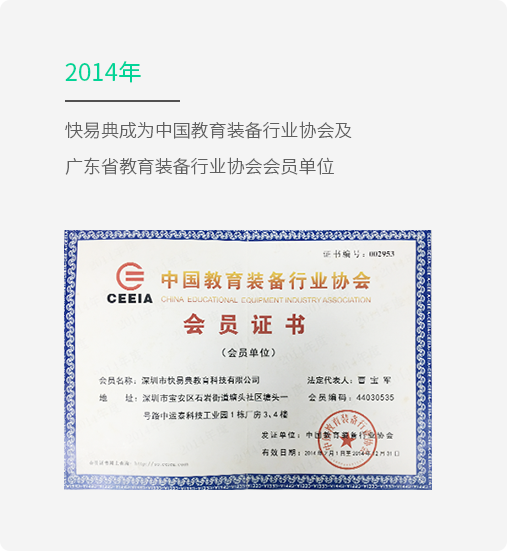 2014年
快易典成为中国教育装备行业协会及
广东省教育装备行业协会会员单位
证书编号：002953
CEEIA
中国教育装备行业协会
CHINA EDUCATIONAL EQUIPMENT INDUSTRY ASSOCIATION
会员证书
（会员单位）
会员名称：深圳市快易典教育科技有限公司
法定代表人：曹宝军
地 址：深圳市宝安区石岩街道塘头社区塘头一
号路中运泰科技工业园1栋厂房3、4楼
会员编码：44030535
发证单位：中国教育装备行业协会
有效日期：2014年7月1日至2014年12月31日